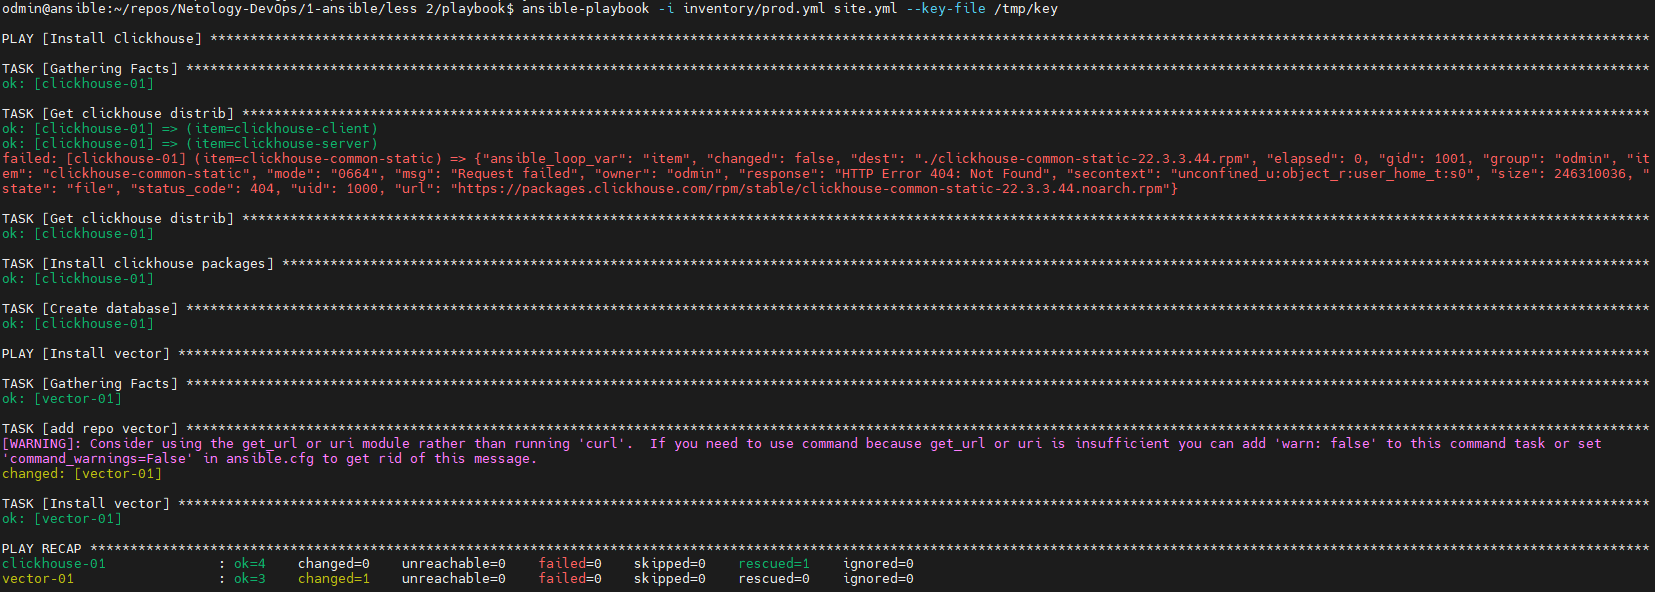 odmin@ansible:~/repos/Netology-DevOps/1-ansible/less 2/playbook$ ansible-playbook -i inventory/prod.yml site.yml --key-file /tmp/key
PLAY [Install Clickhouse] ************************************************************************************************************************************************************************************
TASK [Gathering Facts] ***************************************************************************************************************************************************************************************
ok: [clickhouse-01]
TASK [Get clickhouse distrib] ********************************************************************************************************************************************************************************
ok: [clickhouse-01] => (item=clickhouse-client)
ok: [clickhouse-01] => (item=clickhouse-server)
failed: [clickhouse-01] (item=clickhouse-common-static) => {"ansible_loop_var": "item", "changed": false, "dest": "./clickhouse-common-static-22.3.3.44.rpm", "elapsed": 0, "gid": 1001, "group": "odmin", "it
em": "clickhouse-common-static", "mode": "0664", "msg": "Request failed", "owner": "odmin", "response": "HTTP Error 404: Not Found", "secontext": "unconfined_u:object_r:user_home_t:s0", "size": 246310036, "
state": "file", "status_code": 404, "uid": 1000, "url": "https://packages.clickhouse.com/rpm/stable/clickhouse-common-static-22.3.3.44.noarch.rpm"}
TASK [Get clickhouse distrib] ********************************************************************************************************************************************************************************
ok: [clickhouse-01]
TASK [Install clickhouse packages] ***************************************************************************************************************************************************************************
ok: [clickhouse-01]
TASK [Create database] ***************************************************************************************************************************************************************************************
ok: [clickhouse-01]
PLAY [Install vector] ****************************************************************************************************************************************************************************************
TASK [Gathering Facts] ***************************************************************************************************************************************************************************************
ok: [vector-01]
TASK [add repo vector] ***************************************************************************************************************************************************************************************
[WARNING]: Consider using the get_url or uri module rather than running 'curl'.  If you need to use command because get_url or uri is insufficient you can add 'warn: false' to this command task or set
'command_warnings=False' in ansible.cfg to get rid of this message.
changed: [vector-01]
TASK [Install vector] ****************************************************************************************************************************************************************************************
ok: [vector-01]
PLAY RECAP ***************************************************************************************************************************************************************************************************
clickhouse-01              : ok=4    changed=0    unreachable=0    failed=0    skipped=0    rescued=1    ignored=0
vector-01                  : ok=3    changed=1    unreachable=0    failed=0    skipped=0    rescued=0    ignored=0